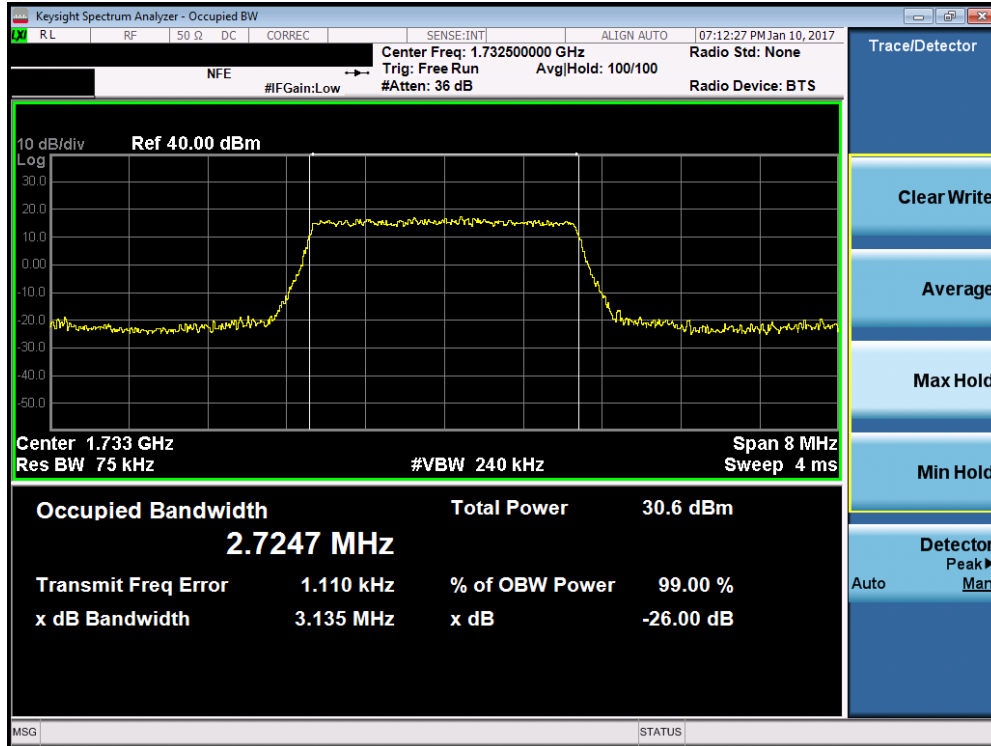 Keysight Spectrum Analyzer - Occupied BW
LXI RL RF 50 Ω DC CORREC SENSE:INT ALIGN AUTO 07:12:27 PM Jan 10, 2017
Center Freq: 1.732500000 GHz Radio Std: None
NFE Trig: Free Run Avg|Hold: 100/100
#IFGain:Low #Atten: 36 dB Radio Device: BTS
10 dB/div Ref 40.00 dBm
Log
30.0
20.0
10.0
0.00
-10.0
-20.0
-30.0
-40.0
-50.0
Center 1.733 GHz Span 8 MHz
Res BW 75 kHz #VBW 240 kHz Sweep 4 ms
Occupied Bandwidth Total Power 30.6 dBm
2.7247 MHz
Transmit Freq Error 1.110 kHz % of OBW Power 99.00 %
x dB Bandwidth 3.135 MHz x dB -26.00 dB
MSG STATUS
Trace/Detector
Clear Write
Average
Max Hold
Min Hold
Detector
Peak
Auto Man